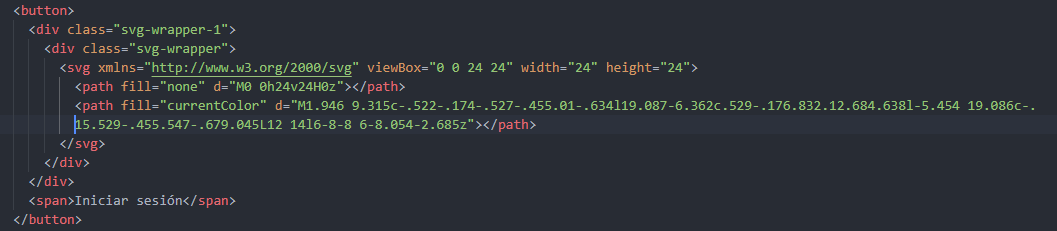 <button>
<div class="svg-wrapper-1">
<div class="svg-wrapper">
<svg xmlns="http://www.w3.org/2000/svg" viewBox="0 0 24 24" width="24" height="24">
<path fill="none" d="M0 0h24v24H0z"></path>
<path fill="currentColor" d="M1.946 9.315c-.522-.174-.527-.455.01-.634l19.087-6.362c.529-.176.832.12.684.638l-5.454 19.086c-.
15.529-.455.547-.679.045L12 14l6-8-8 6-8.054-2.685z"></path>
</svg>
</div>
</div>
<span>Iniciar sesión</span>
</button>